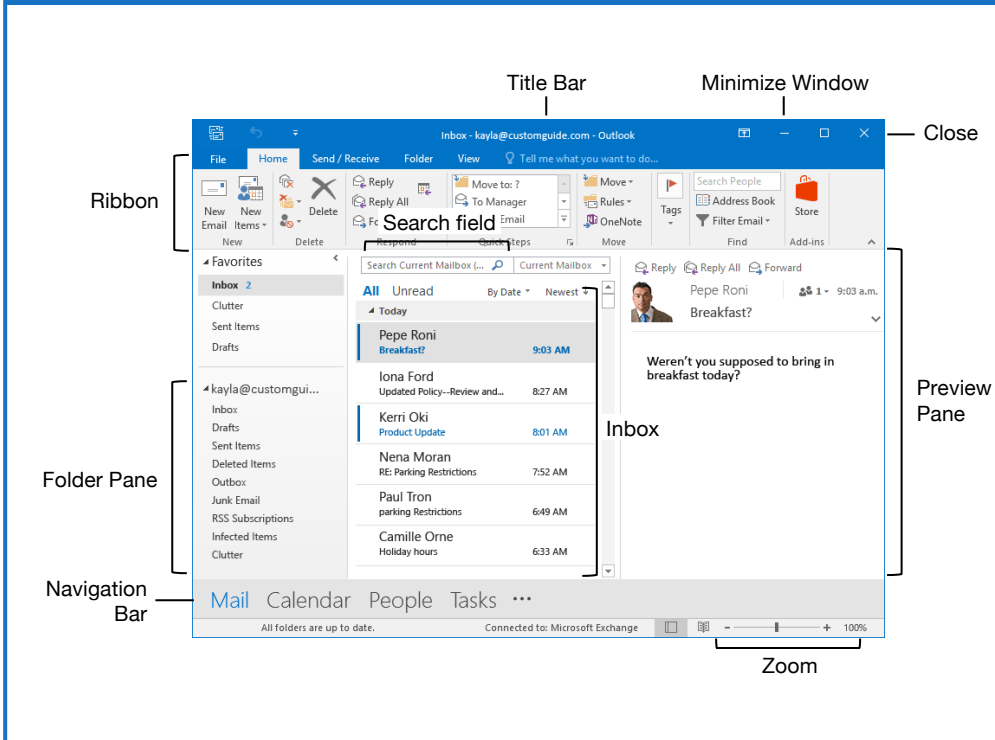 Title Bar
Minimize Window
Inbox - kayla@customguide.com - Outlook
Close
File Home Send / Receive Folder View Tell me what you want to do...
Ribbon
New Email
New Items
Delete
Reply
Reply All
Move to: ?
To Manager
Email
Move
Rules
OneNote
Tags
Search People
Address Book
Filter Email
Store
Search field
New Delete Respond Quick Steps Move Find Add-ins
Favorites
Inbox 2
Clutter
Sent Items
Drafts
kayla@customgui...
Inbox
Drafts
Sent Items
Deleted Items
Outbox
Junk Email
RSS Subscriptions
Infected Items
Clutter
Folder Pane
Search Current Mailbox (... Current Mailbox
All Unread By Date Newest
Today
Pepe Roni
Breakfast? 9:03 AM
Iona Ford
Updated Policy--Review and... 8:27 AM
Kerri Oki
Product Update 8:01 AM
Nena Moran
RE: Parking Restrictions 7:52 AM
Paul Tron
parking Restrictions 6:49 AM
Camille Orne
Holiday hours 6:33 AM
Inbox
Reply Reply All Forward
Pepe Roni 1 9:03 a.m.
Breakfast?
Weren't you supposed to bring in
breakfast today?
Preview
Pane
Navigation
Bar
Mail Calendar People Tasks •••
All folders are up to date. Connected to: Microsoft Exchange 100%
Zoom